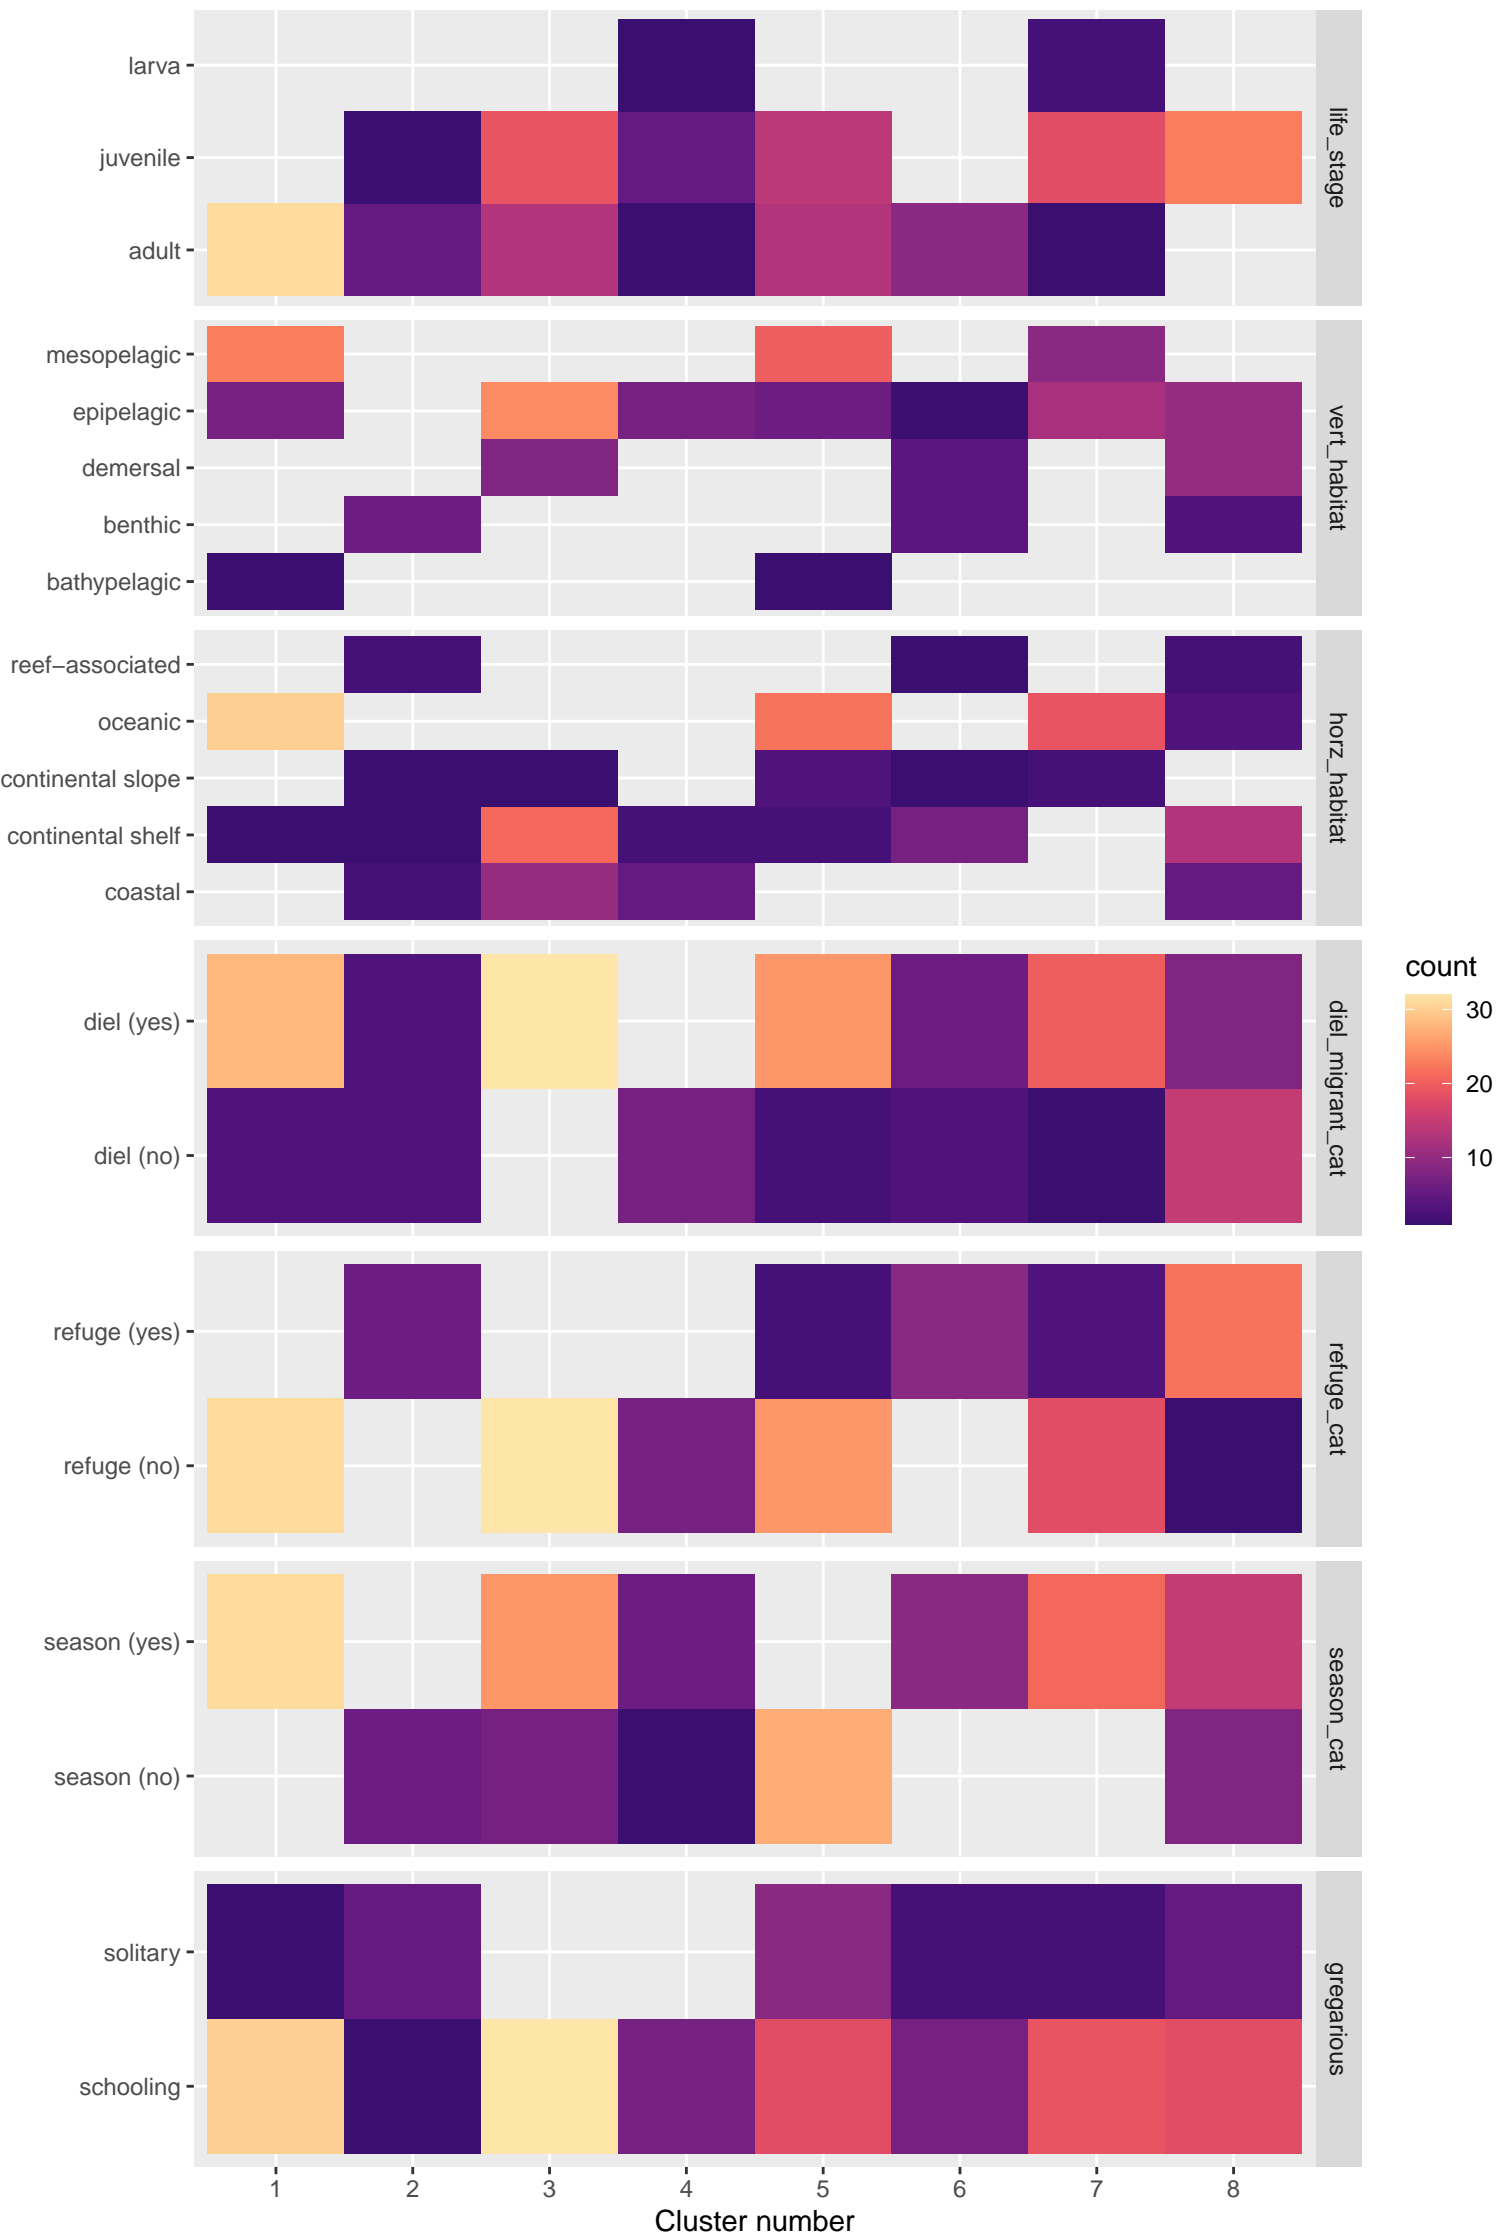 larva
juvenile
adult
life_stage
mesopelagic
epipelagic
demersal
benthic
bathypelagic
vert_habitat
reef−associated
oceanic
continental slope
continental shelf
coastal
horz_habitat
diel (yes)
diel (no)
diel_migrant_cat
refuge (yes)
refuge (no)
refuge_cat
season (yes)
season (no)
season_cat
solitary
schooling
gregarious
1 2 3 4 5 6 7 8
Cluster number
count
30
20
10